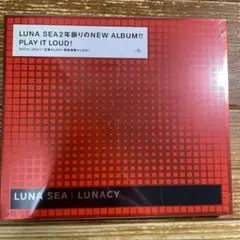 LUNA SEA2年振りのNEW ALBUM!!
PLAY IT LOUD!
LUNA SEA | LUNACY